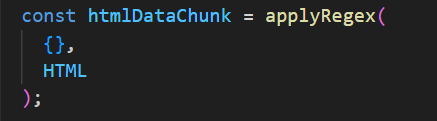 const htmlDataChunk = applyRegex(
  {},
  HTML
);